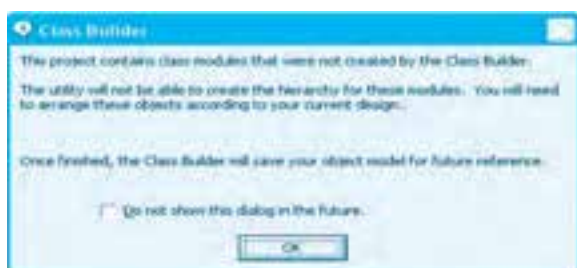 Class Builder
This project contains class modules that were not created by the Class Builder.
The utility will not be able to create the hierarchy for these modules. You will need
to arrange these objects according to your current design.
Once finished, the Class Builder will save your object model for future reference.
Do not show this dialog in the future.
OK